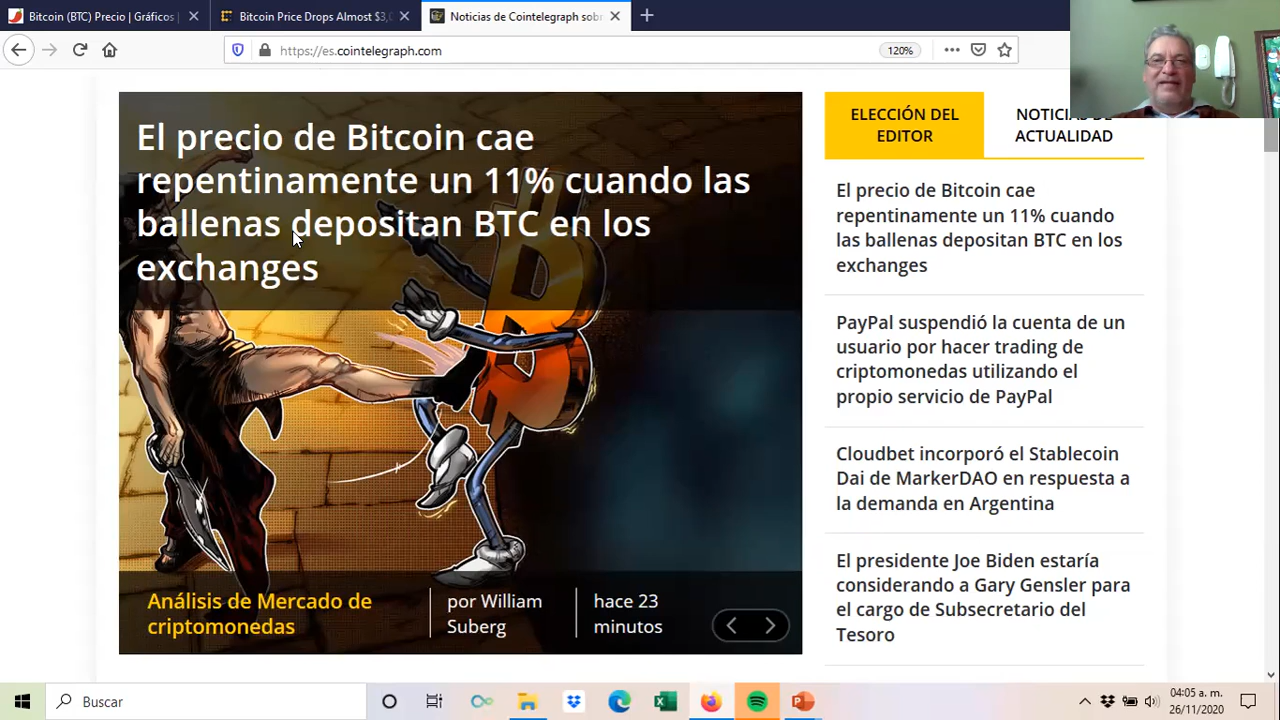 Bitcoin (BTC) Precio | Gráficos
Bitcoin Price Drops Almost $3,0
Noticias de Cointelegraph sobr
https://es.cointelegraph.com
120%
El precio de Bitcoin cae
repentinamente un 11% cuando las
ballenas depositan BTC en los
exchanges
Análisis de Mercado de
criptomonedas
por William
Suberg
hace 23
minutos
ELECCIÓN DEL
EDITOR
NOTICIAS DE
ACTUALIDAD
El precio de Bitcoin cae
repentinamente un 11% cuando
las ballenas depositan BTC en los
exchanges
PayPal suspendió la cuenta de un
usuario por hacer trading de
criptomonedas utilizando el
propio servicio de PayPal
Cloudbet incorporó el Stablecoin
Dai de MarkerDAO en respuesta a
la demanda en Argentina
El presidente Joe Biden estaría
considerando a Gary Gensler para
el cargo de Subsecretario del
Tesoro
Buscar
04:05 a. m.
26/11/2020